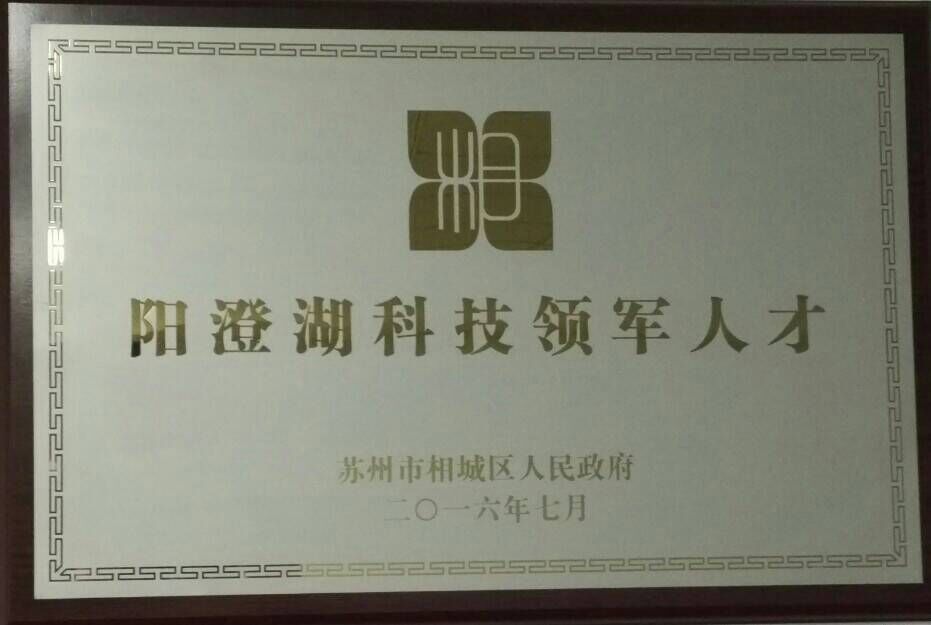 相
阳澄湖科技领军人才
苏州市相城区人民政府
二〇一六年七月